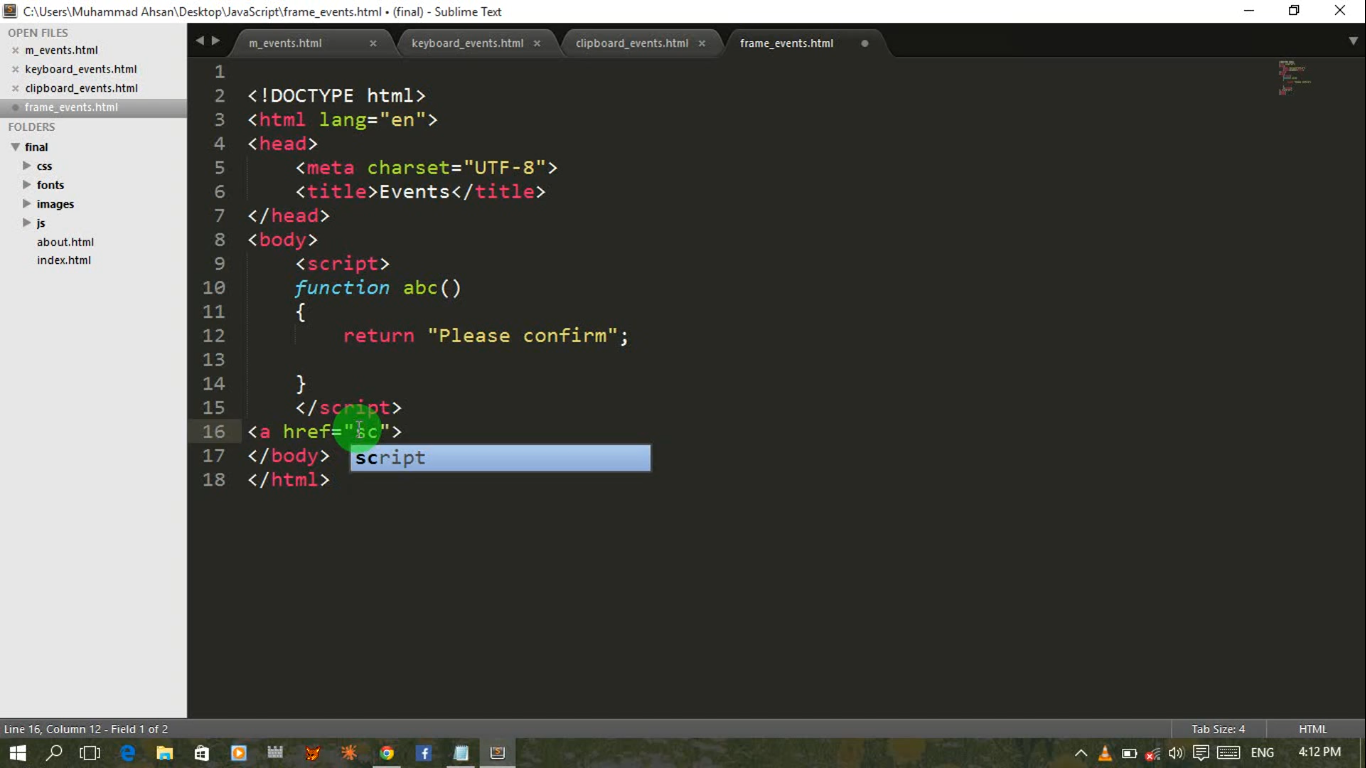 C:\Users\Muhammad Ahsan\Desktop\JavaScript\frame_events.html • (final) - Sublime Text
OPEN FILES
m_events.html
keyboard_events.html
clipboard_events.html
frame_events.html
FOLDERS
final
css
fonts
images
js
about.html
index.html
m_events.html keyboard_events.html clipboard_events.html frame_events.html
1
2 <!DOCTYPE html>
3 <html lang="en">
4 <head>
5 <meta charset="UTF-8">
6 <title>Events</title>
7 </head>
8 <body>
9 <script>
10 function abc()
11 {
12 return "Please confirm";
13
14 }
15 </script>
16 <a href="sc">
script
17 </body>
18 </html>
Line 16, Column 12 - Field 1 of 2
Tab Size: 4
HTML
ENG
4:12 PM